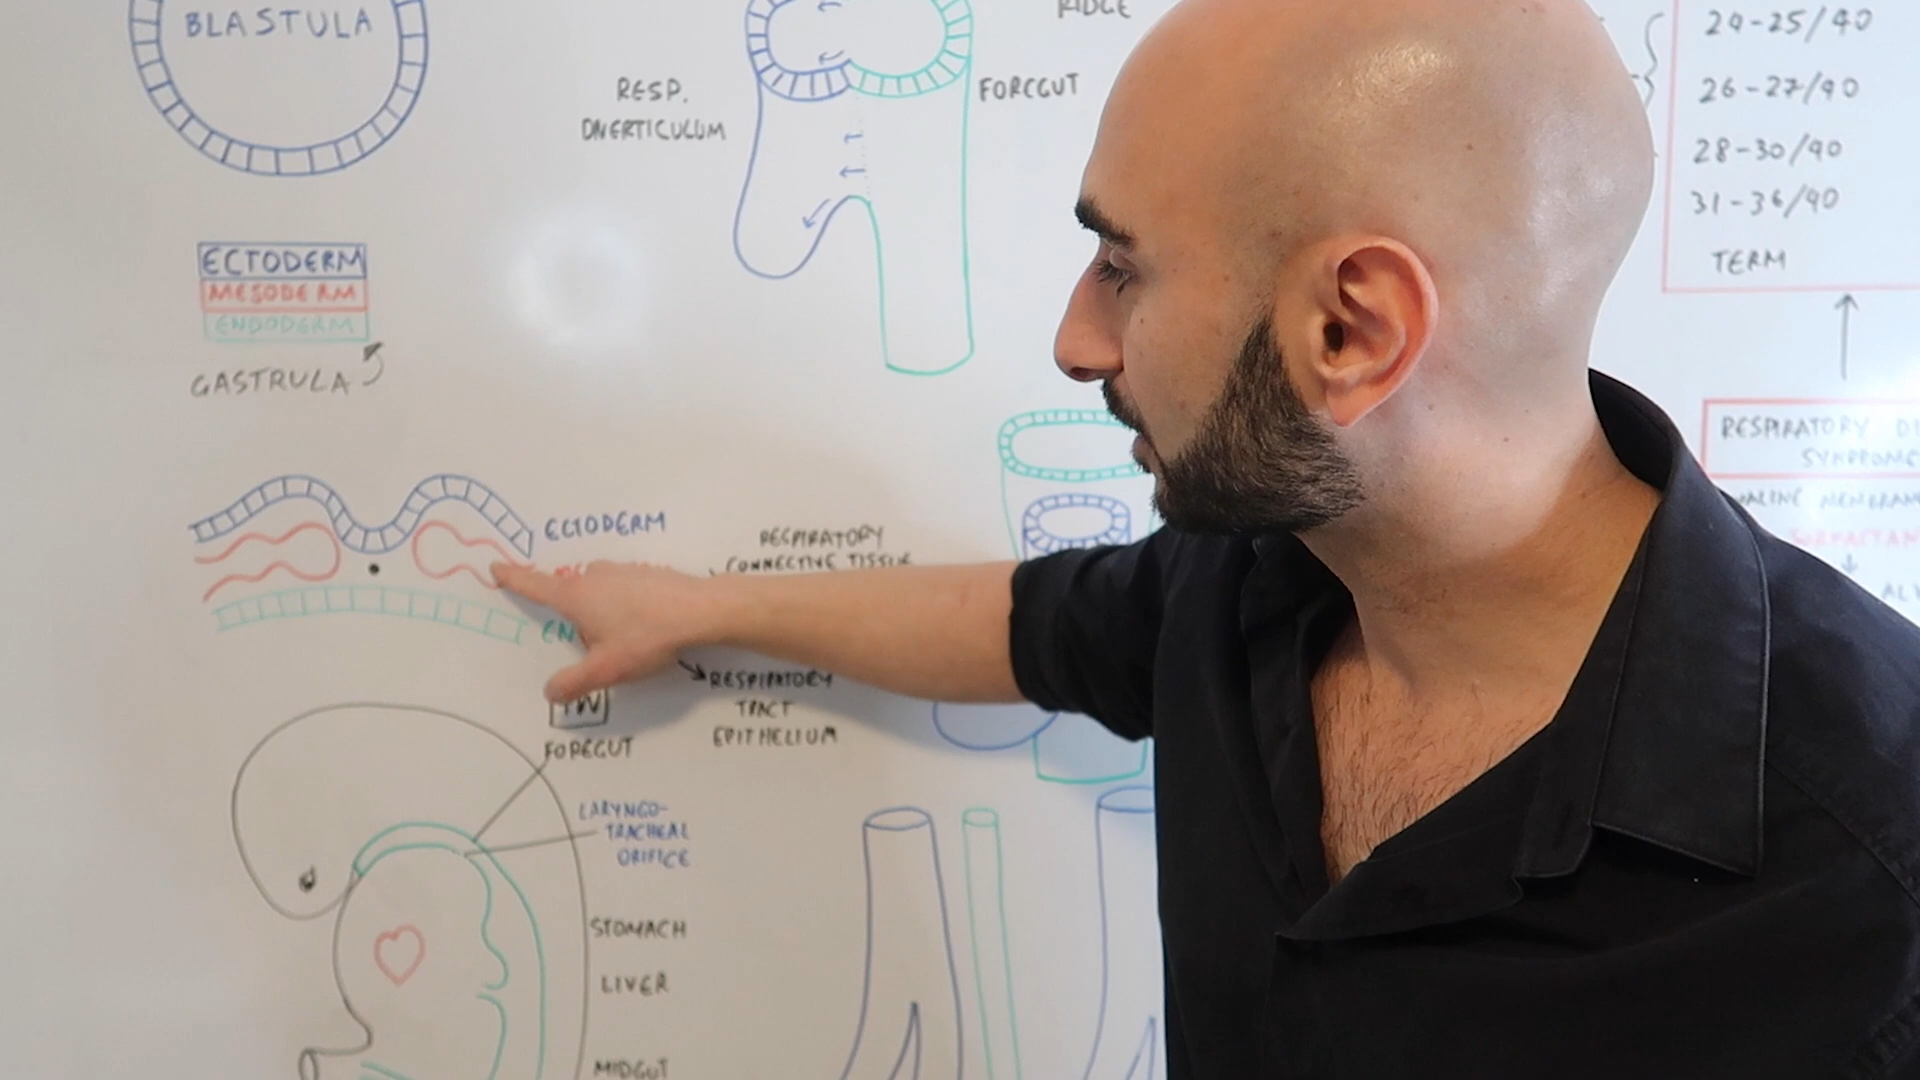 BLASTULA
RIDGE
RESP.
DIVERTICULUM
FOREGUT
24-25/40
26-27/40
28-30/40
31-36/40
TERM
ECTODERM
MESODERM
ENDODERM
GASTRULA
RESPIRATORY
ECTODERM
RESPIRATORY
CONNECTIVE TISSUE
EN
RESPIRATORY
TRACT
EPITHELIUM
FOREGUT
LARYNGO-
TRACHEAL
ORIFICE
STOMACH
LIVER
MIDGUT